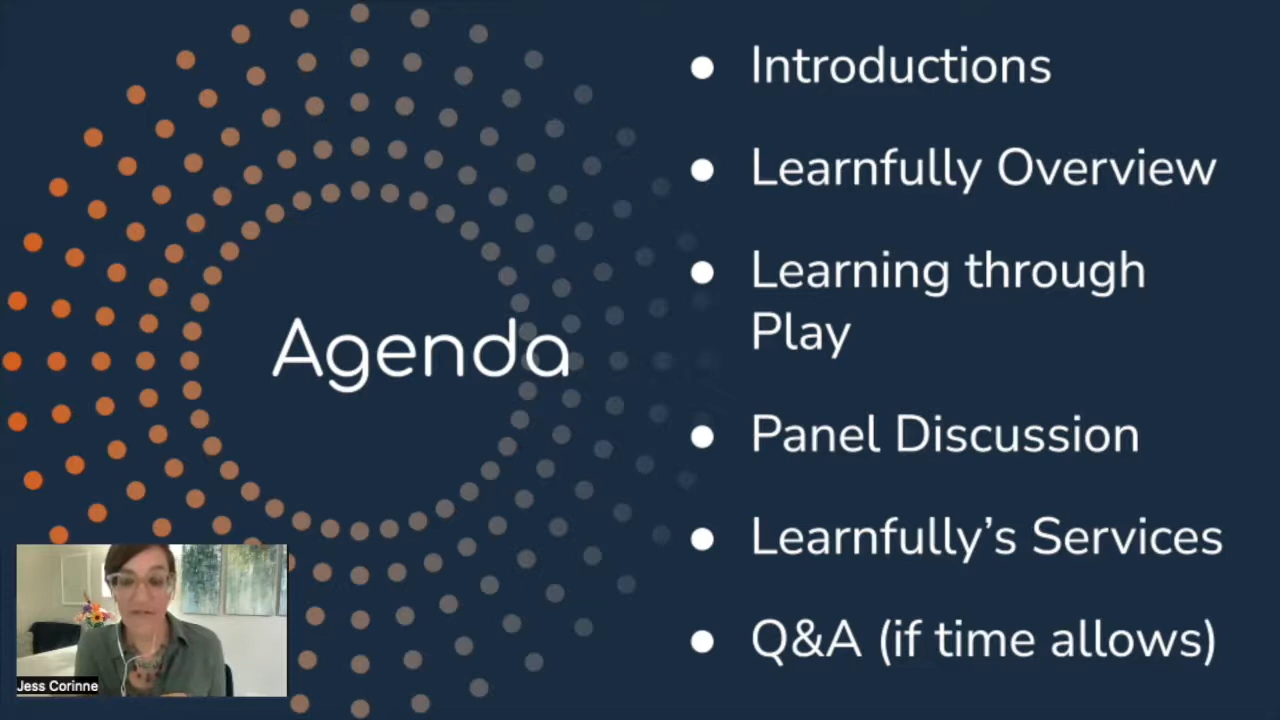 Agenda
● Introductions
● Learnfully Overview
● Learning through
Play
● Panel Discussion
● Learnfully’s Services
● Q&A (if time allows)
Jess Corinne